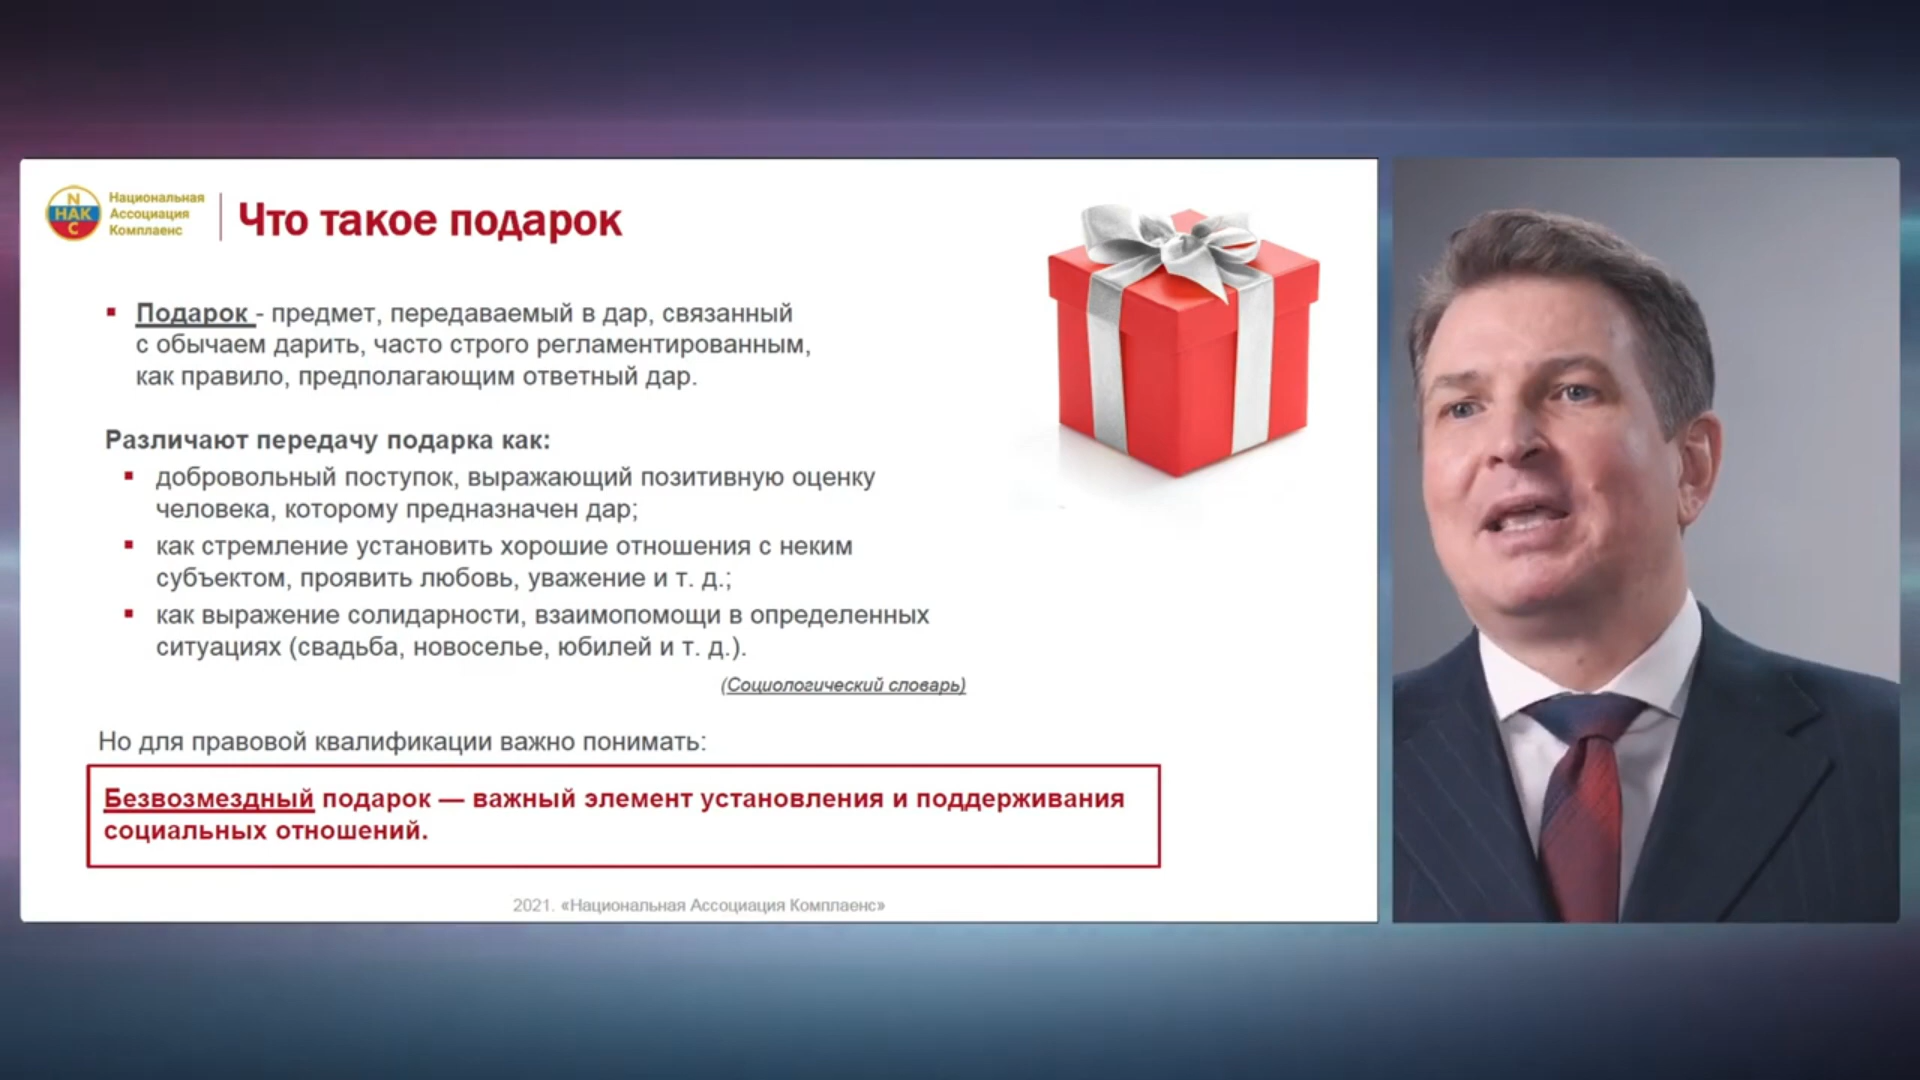 N
НАК
C
Национальная
Ассоциация
Комплаенс
Что такое подарок
Подарок - предмет, передаваемый в дар, связанный
с обычаем дарить, часто строго регламентированным,
как правило, предполагающим ответный дар.
Различают передачу подарка как:
добровольный поступок, выражающий позитивную оценку
человека, которому предназначен дар;
как стремление установить хорошие отношения с неким
субъектом, проявить любовь, уважение и т. д.;
как выражение солидарности, взаимопомощи в определенных
ситуациях (свадьба, новоселье, юбилей и т. д.).
(Социологический словарь)
Но для правовой квалификации важно понимать:
Безвозмездный подарок — важный элемент установления и поддерживания
социальных отношений.
2021. «Национальная Ассоциация Комплаенс»